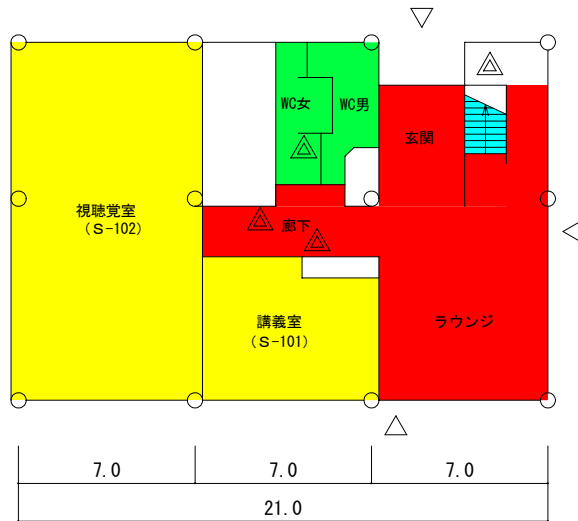 WC女
WC男
玄関
視聴覚室
(S-102)
廊下
講義室
(S-101)
ラウンジ
7.0
7.0
7.0
21.0